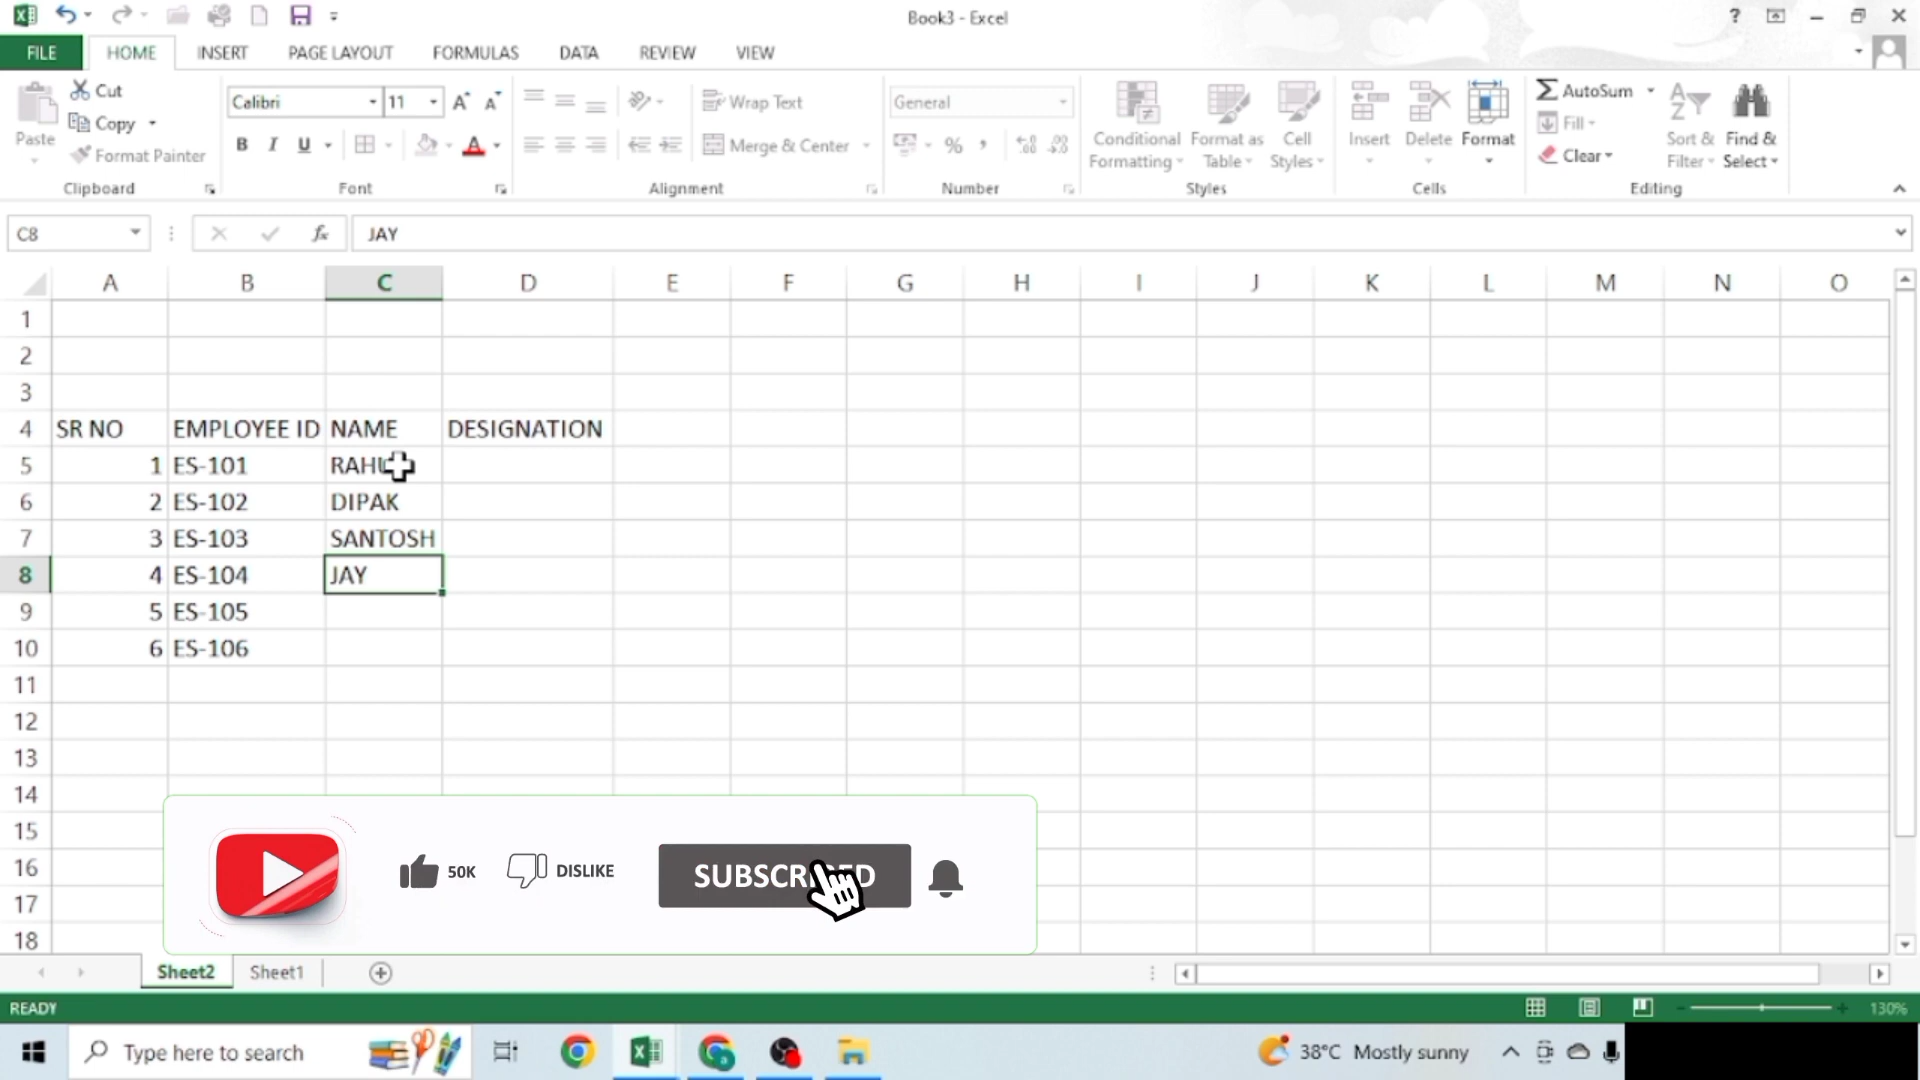 Book3 - Excel
?
FILE HOME INSERT PAGE LAYOUT FORMULAS DATA REVIEW VIEW
Paste Cut Copy Format Painter Clipboard
Calibri 11 A A B I U A Font
Wrap Text Merge & Center Alignment
General % , Number
Conditional Formatting Format as Table Cell Styles Styles
Insert Delete Format Cells
AutoSum Fill Clear Sort & Filter Find & Select Editing
C8 fx JAY
A B C D E F G H I J K L M N O
1
2
3
4 SR NO EMPLOYEE ID NAME DESIGNATION
5 1 ES-101
6 2 ES-102 DIPAK
7 3 ES-103 SANTOSH
8 4 ES-104 JAY
9 5 ES-105
10 6 ES-106
11
12
13
14
15
16
17
18
50K DISLIKE SUBSCRIBED
Sheet2 Sheet1
READY 130%
Type here to search 38°C Mostly sunny